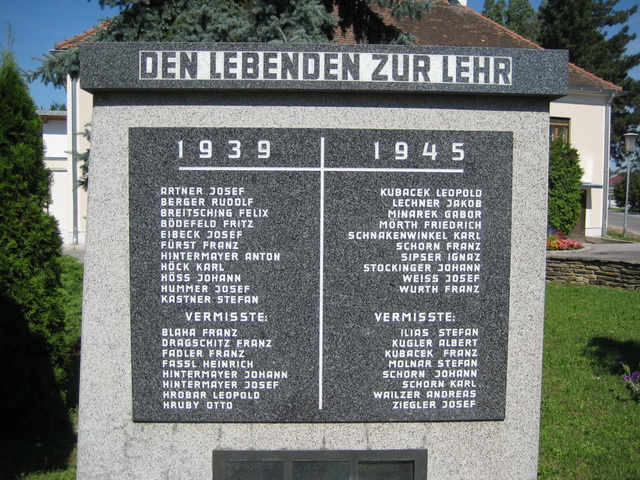 DEN LEBENDEN ZUR LEHR
1939
ARTNER JOSEF
BERGER RUDOLF
BREITSCHING FELIX
BÖDEFELD FRITZ
EIBECK JOSEF
FÜRST FRANZ
HINTERMAYER ANTON
HÖCK KARL
HÖSS JOHANN
HUMMER JOSEF
KASTNER STEFAN
VERMISSTE:
BLAHA FRANZ
DRAGSCHITZ FRANZ
FADLER FRANZ
FASSL HEINRICH
HINTERMAYER JOHANN
HINTERMAYER JOSEF
HROBAR LEOPOLD
HRUBY OTTO
1945
KUBACEK LEOPOLD
LECHNER JAKOB
MINAREK GABOR
MÖRTH FRIEDRICH
SCHNAKENWINKEL KARL
SCHORN FRANZ
SIPSER IGNAZ
STOCKINGER JOHANN
WEISS JOSEF
WURTH FRANZ
VERMISSTE:
ILIAS STEFAN
KUGLER ALBERT
KUBACEK FRANZ
MOLNAR STEFAN
SCHORN JOHANN
SCHORN KARL
WAILZER ANDREAS
ZIEGLER JOSEF